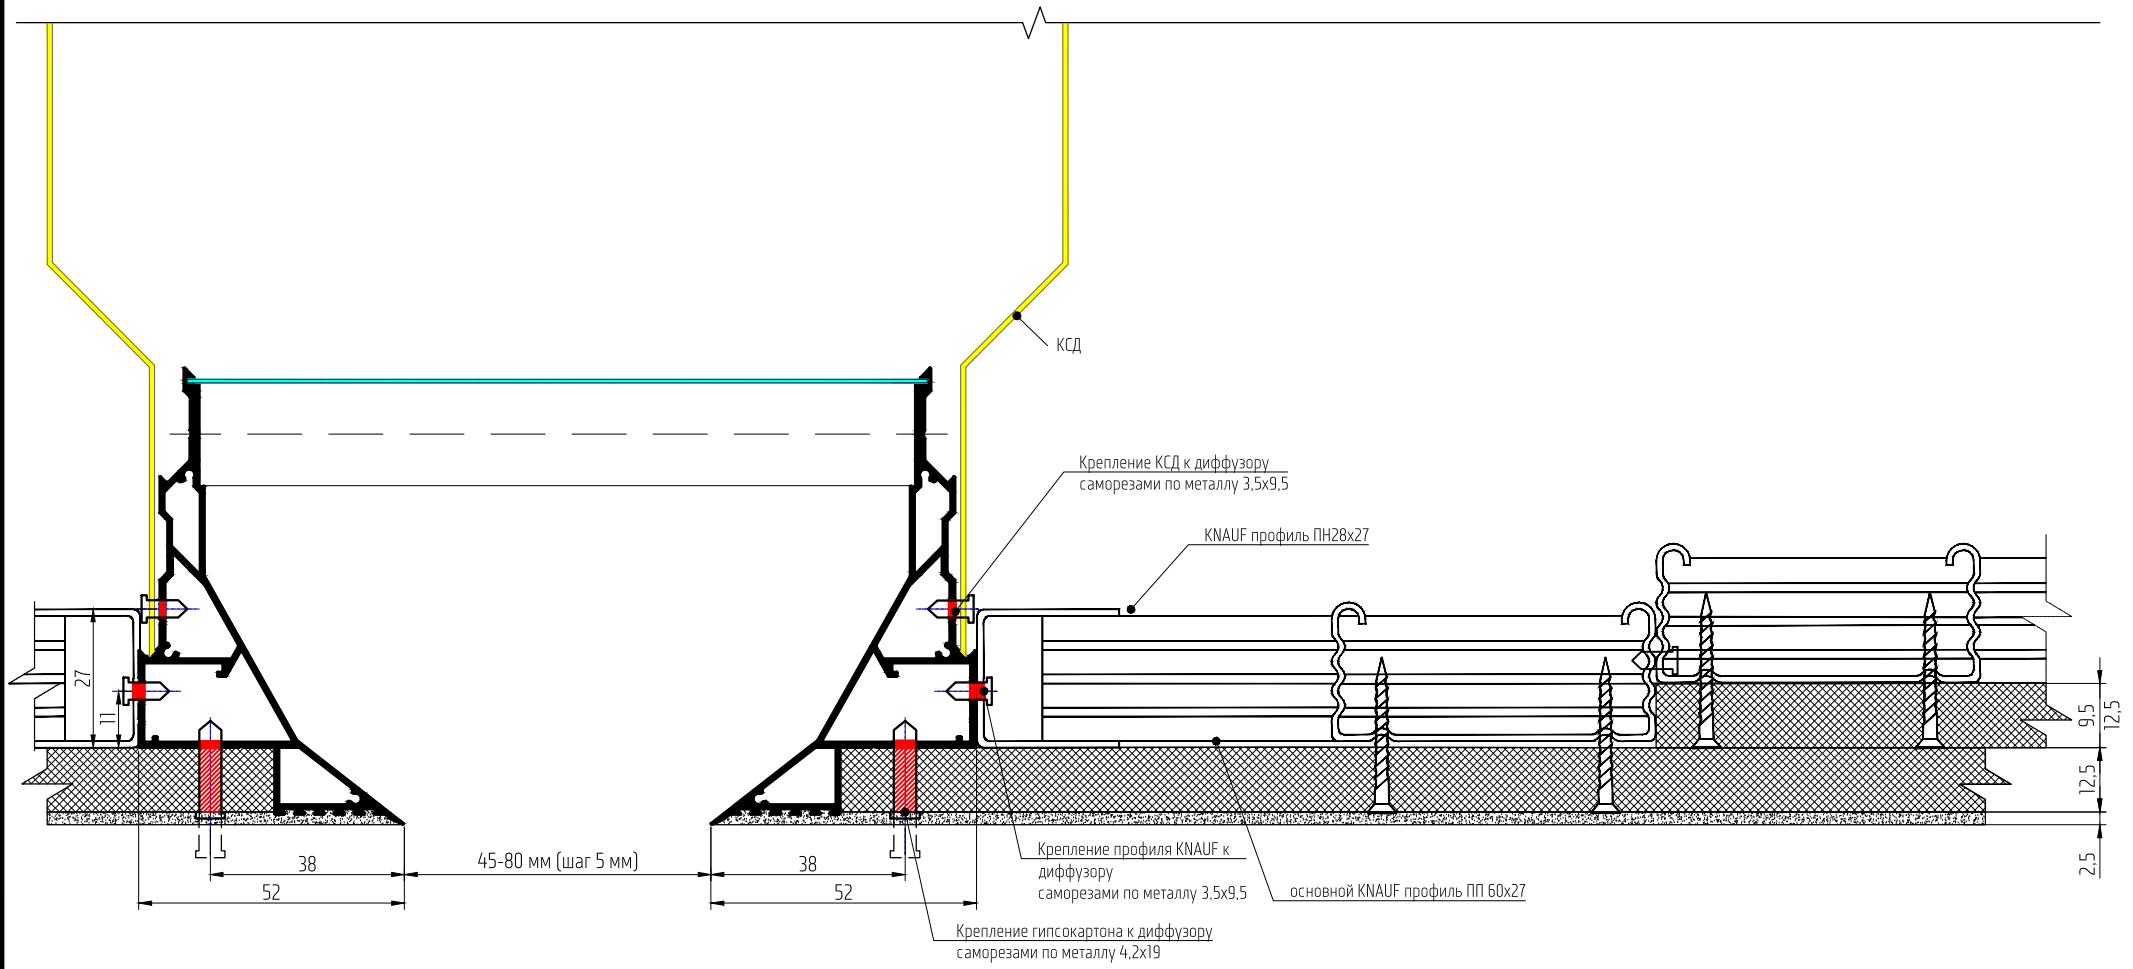 КСД
Крепление КСД к диффузору
саморезами по металлу 3,5х9,5
KNAUF профиль ПН28х27
27
11
9,5
12,5
12,5
2,5
38
52
45-80 мм (шаг 5 мм)
38
52
Крепление профиля KNAUF к
диффузору
саморезами по металлу 3,5х9,5
основной KNAUF профиль ПП 60х27
Крепление гипсокартона к диффузору
саморезами по металлу 4,2х19